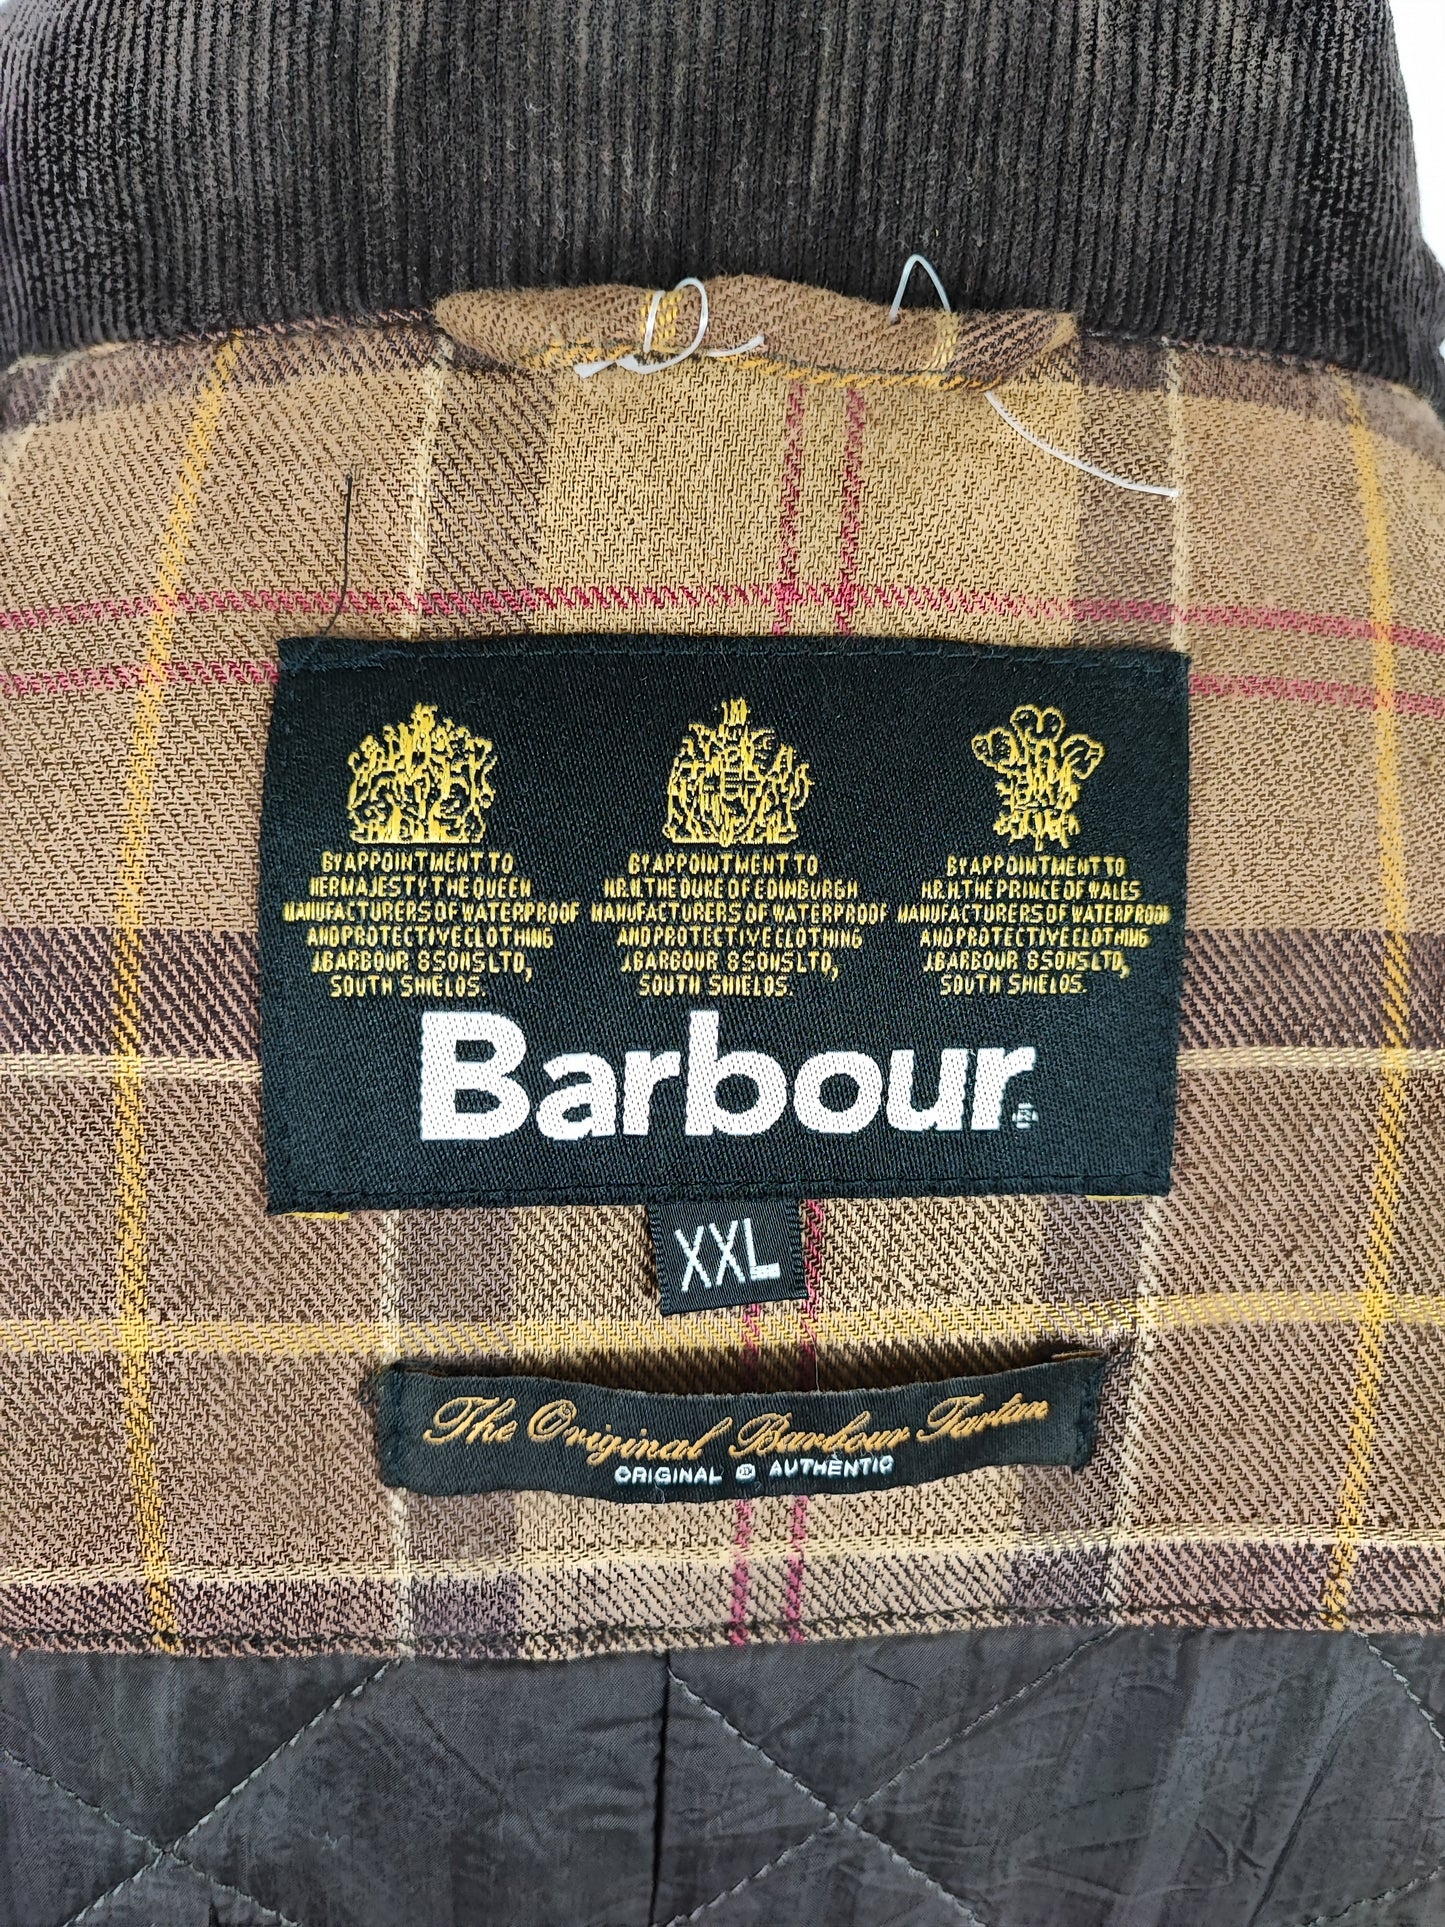 BY APPOINTMENT TO
HER MAJESTY THE QUEEN
MANUFACTURERS OF WATERPROOF
AND PROTECTIVE CLOTHING
J. BARBOUR & SONS LTD,
SOUTH SHIELDS.
BY APPOINTMENT TO
H.R.H. THE DUKE OF EDINBURGH
MANUFACTURERS OF WATERPROOF
AND PROTECTIVE CLOTHING
J. BARBOUR & SONS LTD,
SOUTH SHIELDS.
BY APPOINTMENT TO
H.R.H. THE PRINCE OF WALES
MANUFACTURERS OF WATERPROOF
AND PROTECTIVE CLOTHING
J. BARBOUR & SONS LTD,
SOUTH SHIELDS.
Barbour®
XXL
The Original Barbour Tartan
ORIGINAL AUTHENTIC